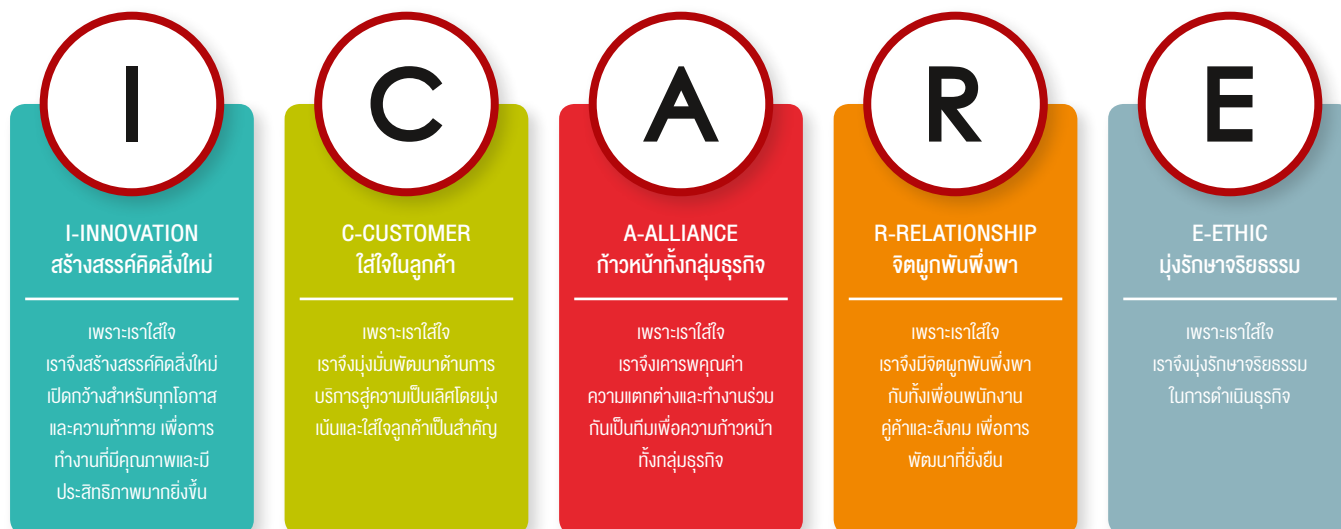 I
I-INNOVATION
สร้างสรรค์คิดสิ่งใหม่
เพราะเราใส่ใจ
เราจึงสร้างสรรค์คิดสิ่งใหม่
เปิดกว้างสำหรับทุกโอกาส
และความท้าทาย เพื่อการ
ทำงานที่มีคุณภาพและมี
ประสิทธิภาพมากยิ่งขึ้น
C
C-CUSTOMER
ใส่ใจในลูกค้า
เพราะเราใส่ใจ
เราจึงมุ่งมั่นพัฒนาด้านการ
บริการสู่ความเป็นเลิศโดยมุ่ง
เน้นและใส่ใจลูกค้าเป็นสำคัญ
A
A-ALLIANCE
ก้าวหน้าทั้งกลุ่มธุรกิจ
เพราะเราใส่ใจ
เราจึงเคารพคุณค่า
ความแตกต่างและทำงานร่วม
กันเป็นทีมเพื่อความก้าวหน้า
ทั้งกลุ่มธุรกิจ
R
R-RELATIONSHIP
จิตผูกพันพึ่งพา
เพราะเราใส่ใจ
เราจึงมีจิตผูกพันพึ่งพา
กับทั้งเพื่อนพนักงาน
คู่ค้าและสังคม เพื่อการ
พัฒนาที่ยั่งยืน
E
E-ETHIC
มุ่งรักษาจริยธรรม
เพราะเราใส่ใจ
เราจึงมุ่งรักษาจริยธรรม
ในการดำเนินธุรกิจ